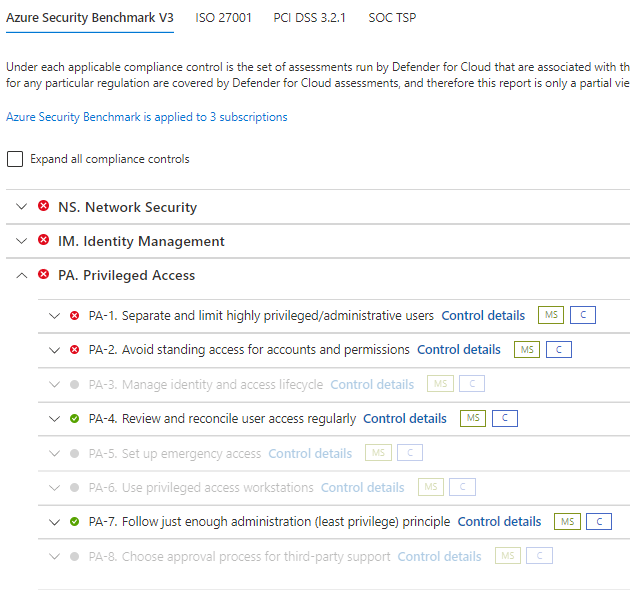 Azure Security Benchmark V3 ISO 27001 PCI DSS 3.2.1 SOC TSP
Under each applicable compliance control is the set of assessments run by Defender for Cloud that are associated with th
for any particular regulation are covered by Defender for Cloud assessments, and therefore this report is only a partial vie
Azure Security Benchmark is applied to 3 subscriptions
Expand all compliance controls
NS. Network Security
IM. Identity Management
PA. Privileged Access
PA-1. Separate and limit highly privileged/administrative users Control details MS C
PA-2. Avoid standing access for accounts and permissions Control details MS C
PA-3. Manage identity and access lifecycle Control details MS C
PA-4. Review and reconcile user access regularly Control details MS C
PA-5. Set up emergency access Control details MS C
PA-6. Use privileged access workstations Control details MS C
PA-7. Follow just enough administration (least privilege) principle Control details MS C
PA-8. Choose approval process for third-party support Control details MS C